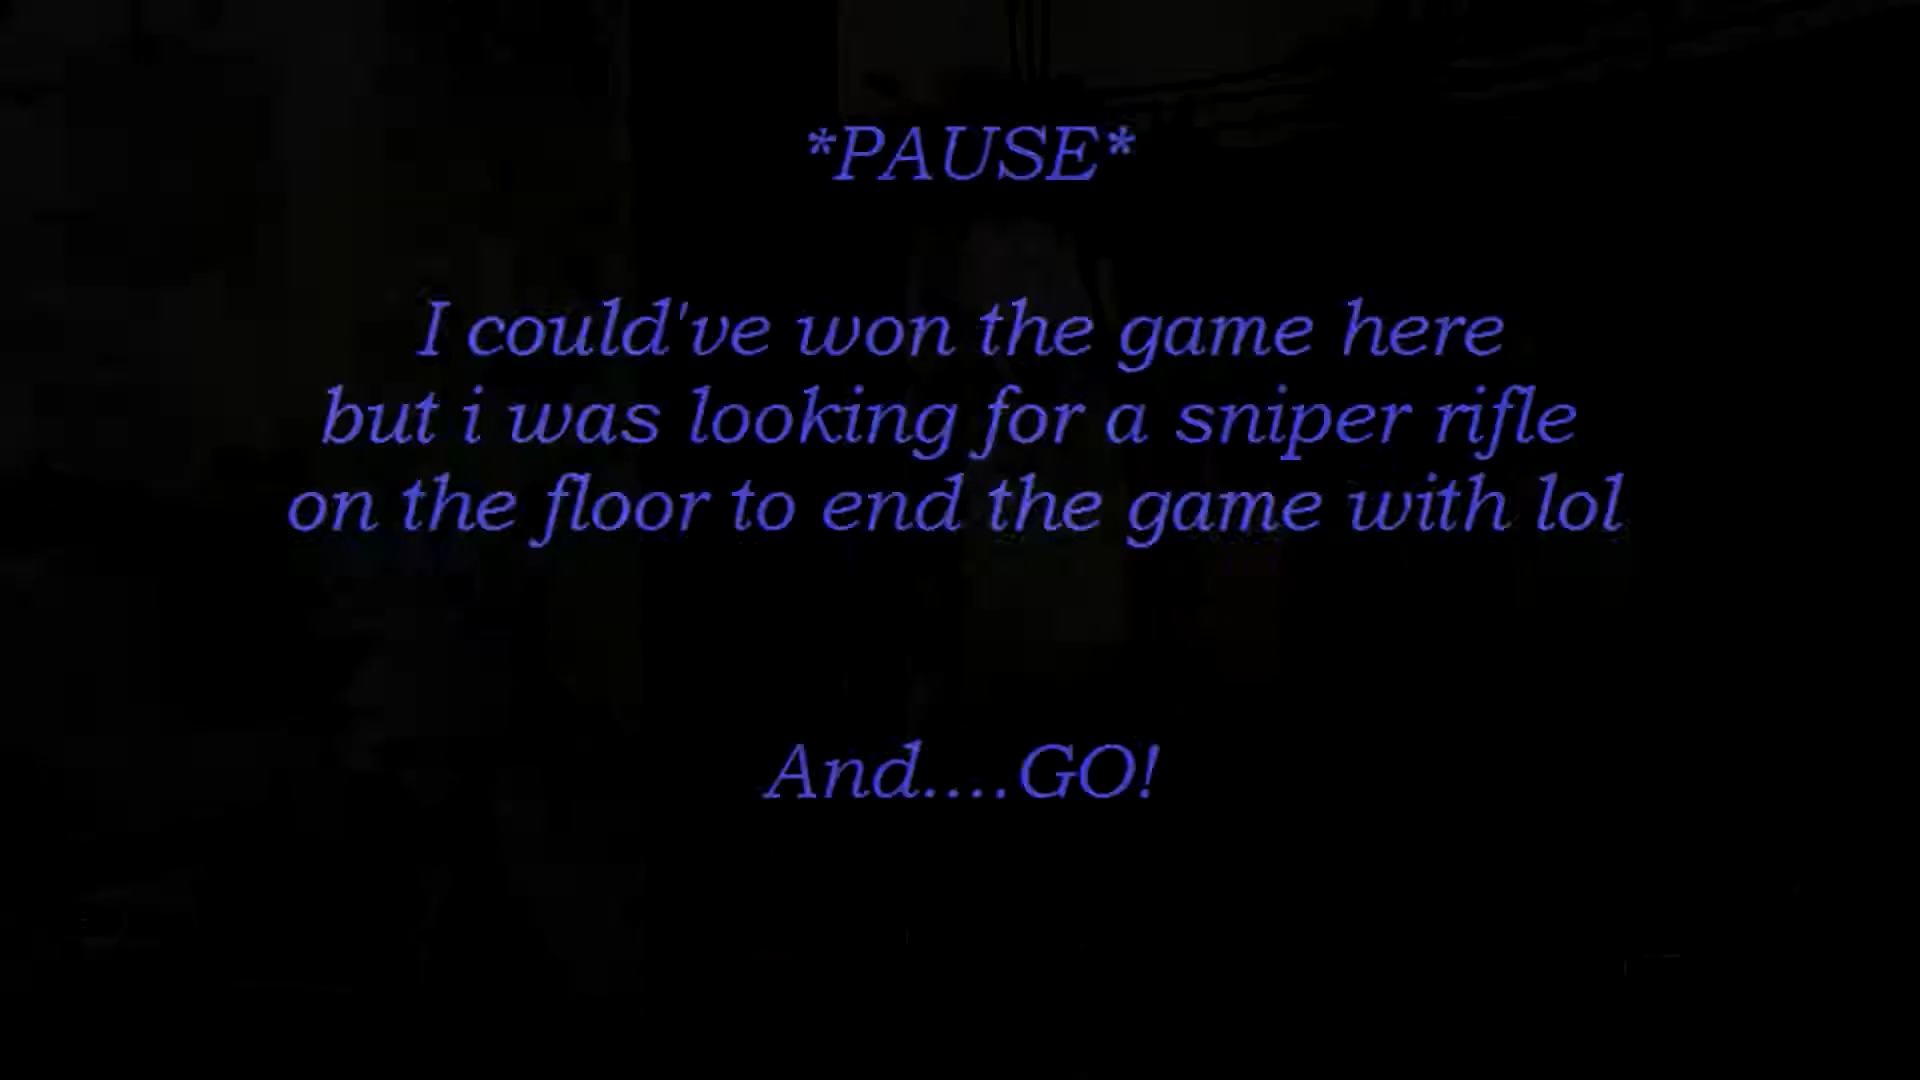 *PAUSE*
I could've won the game here
but i was looking for a sniper rifle
on the floor to end the game with lol
And....GO!